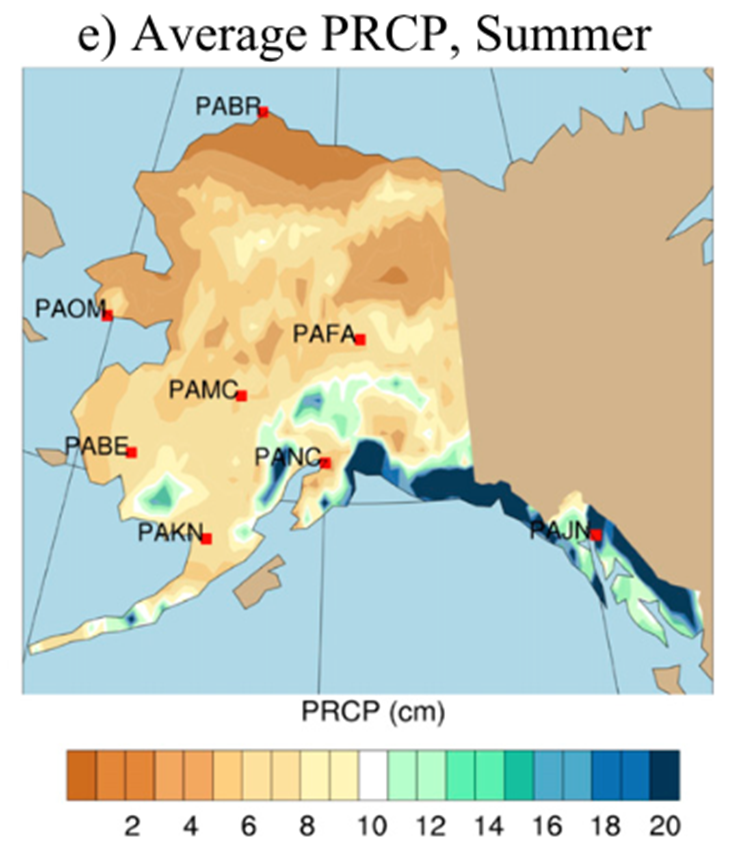 e) Average PRCP, Summer
PABR
PAOM
PAFA
PAMC
PABE
PANC
PAKN
PAJN
PRCP (cm)
2 4 6 8 10 12 14 16 18 20